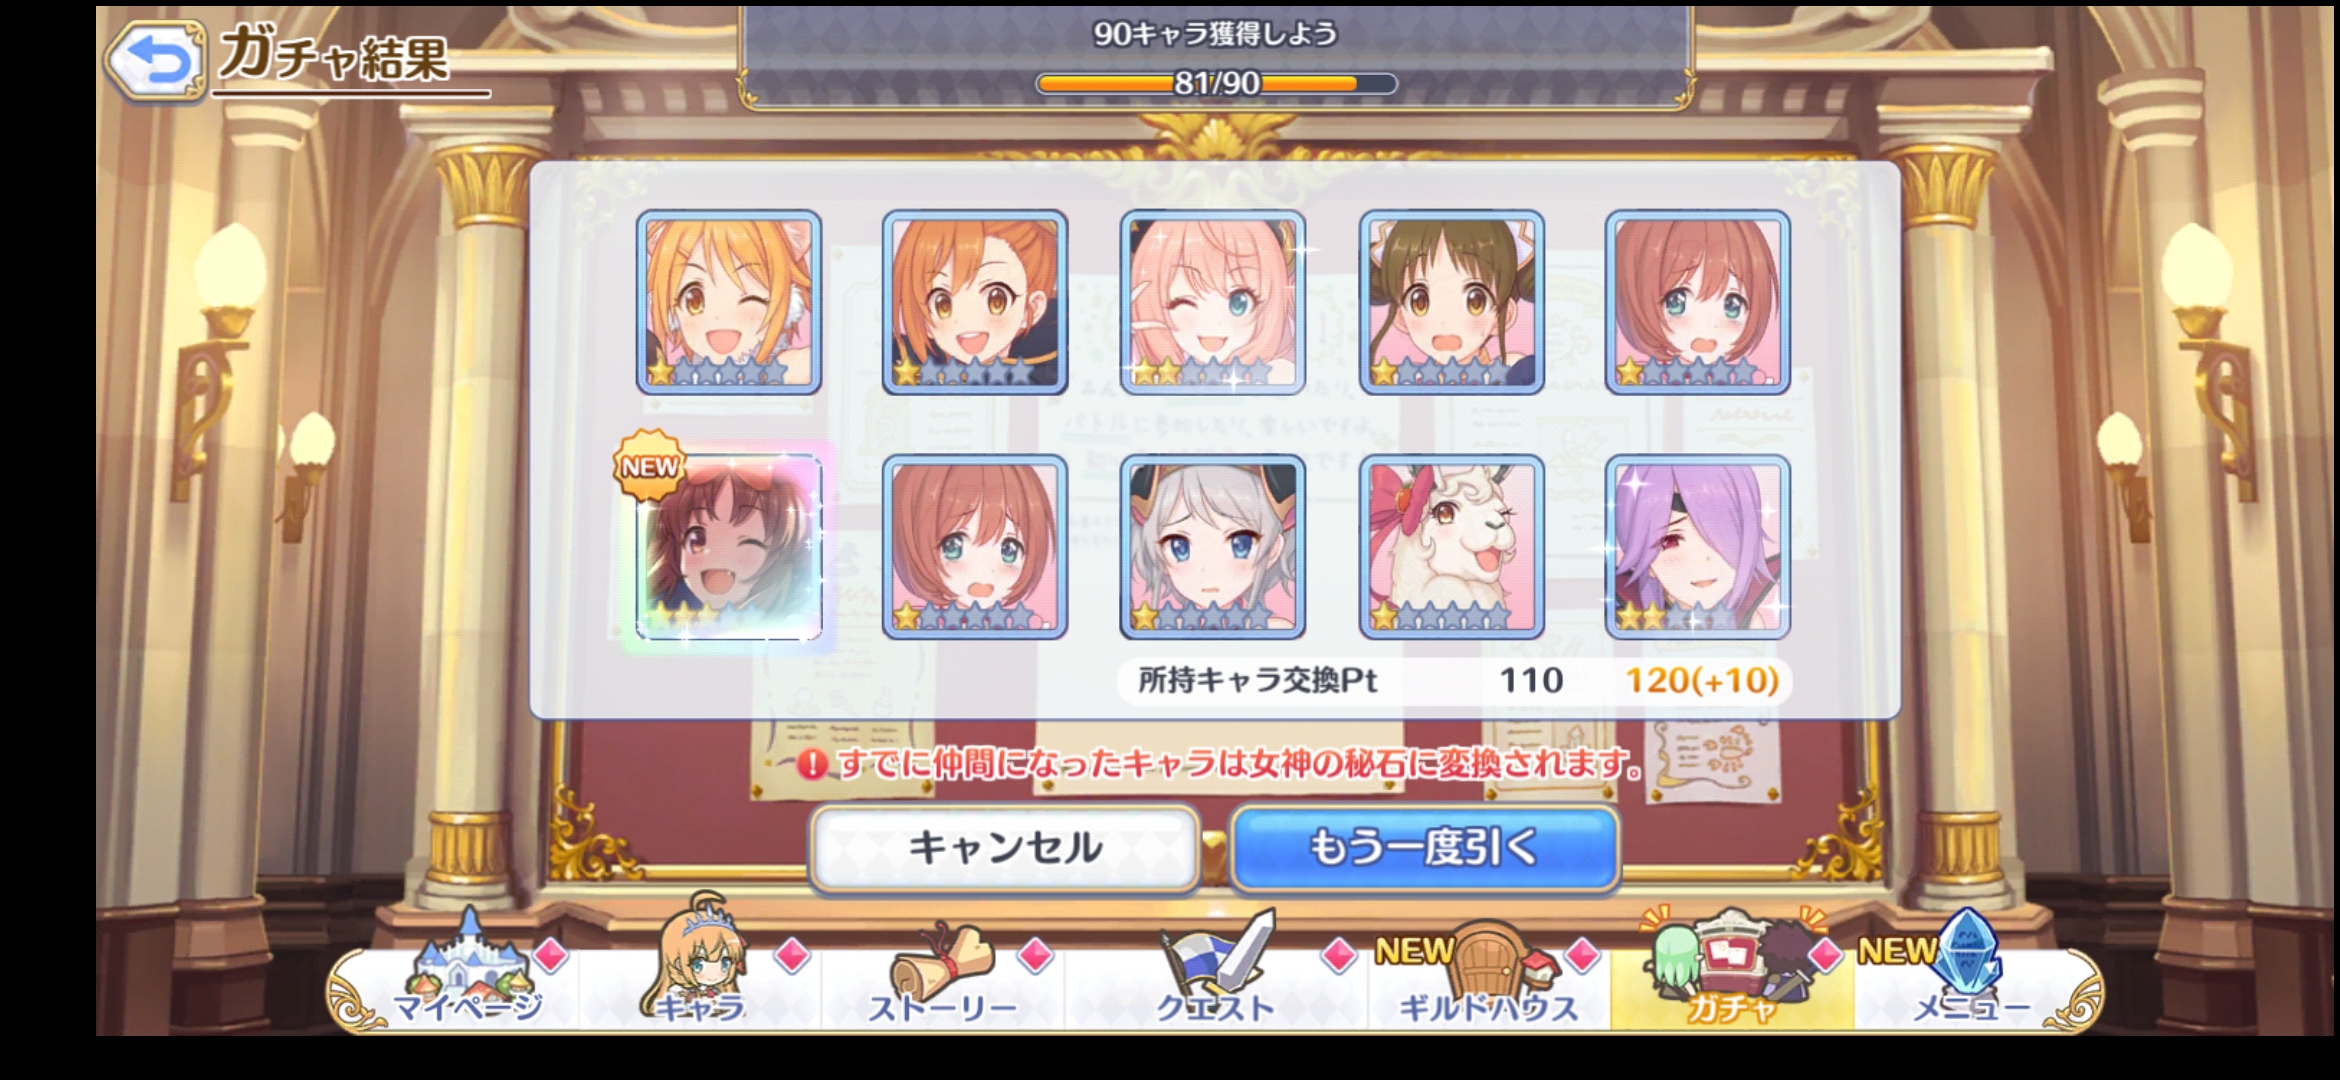 ガチャ結果
90キャラ獲得しよう
81/90
NEW
所持キャラ交換Pt 110 120(+10)
すでに仲間になったキャラは女神の秘石に変換されます。
キャンセル
もう一度引く
NEW
NEW
マイページ
キャラ
ストーリー
クエスト
ギルドハウス
ガチャ
メニュー